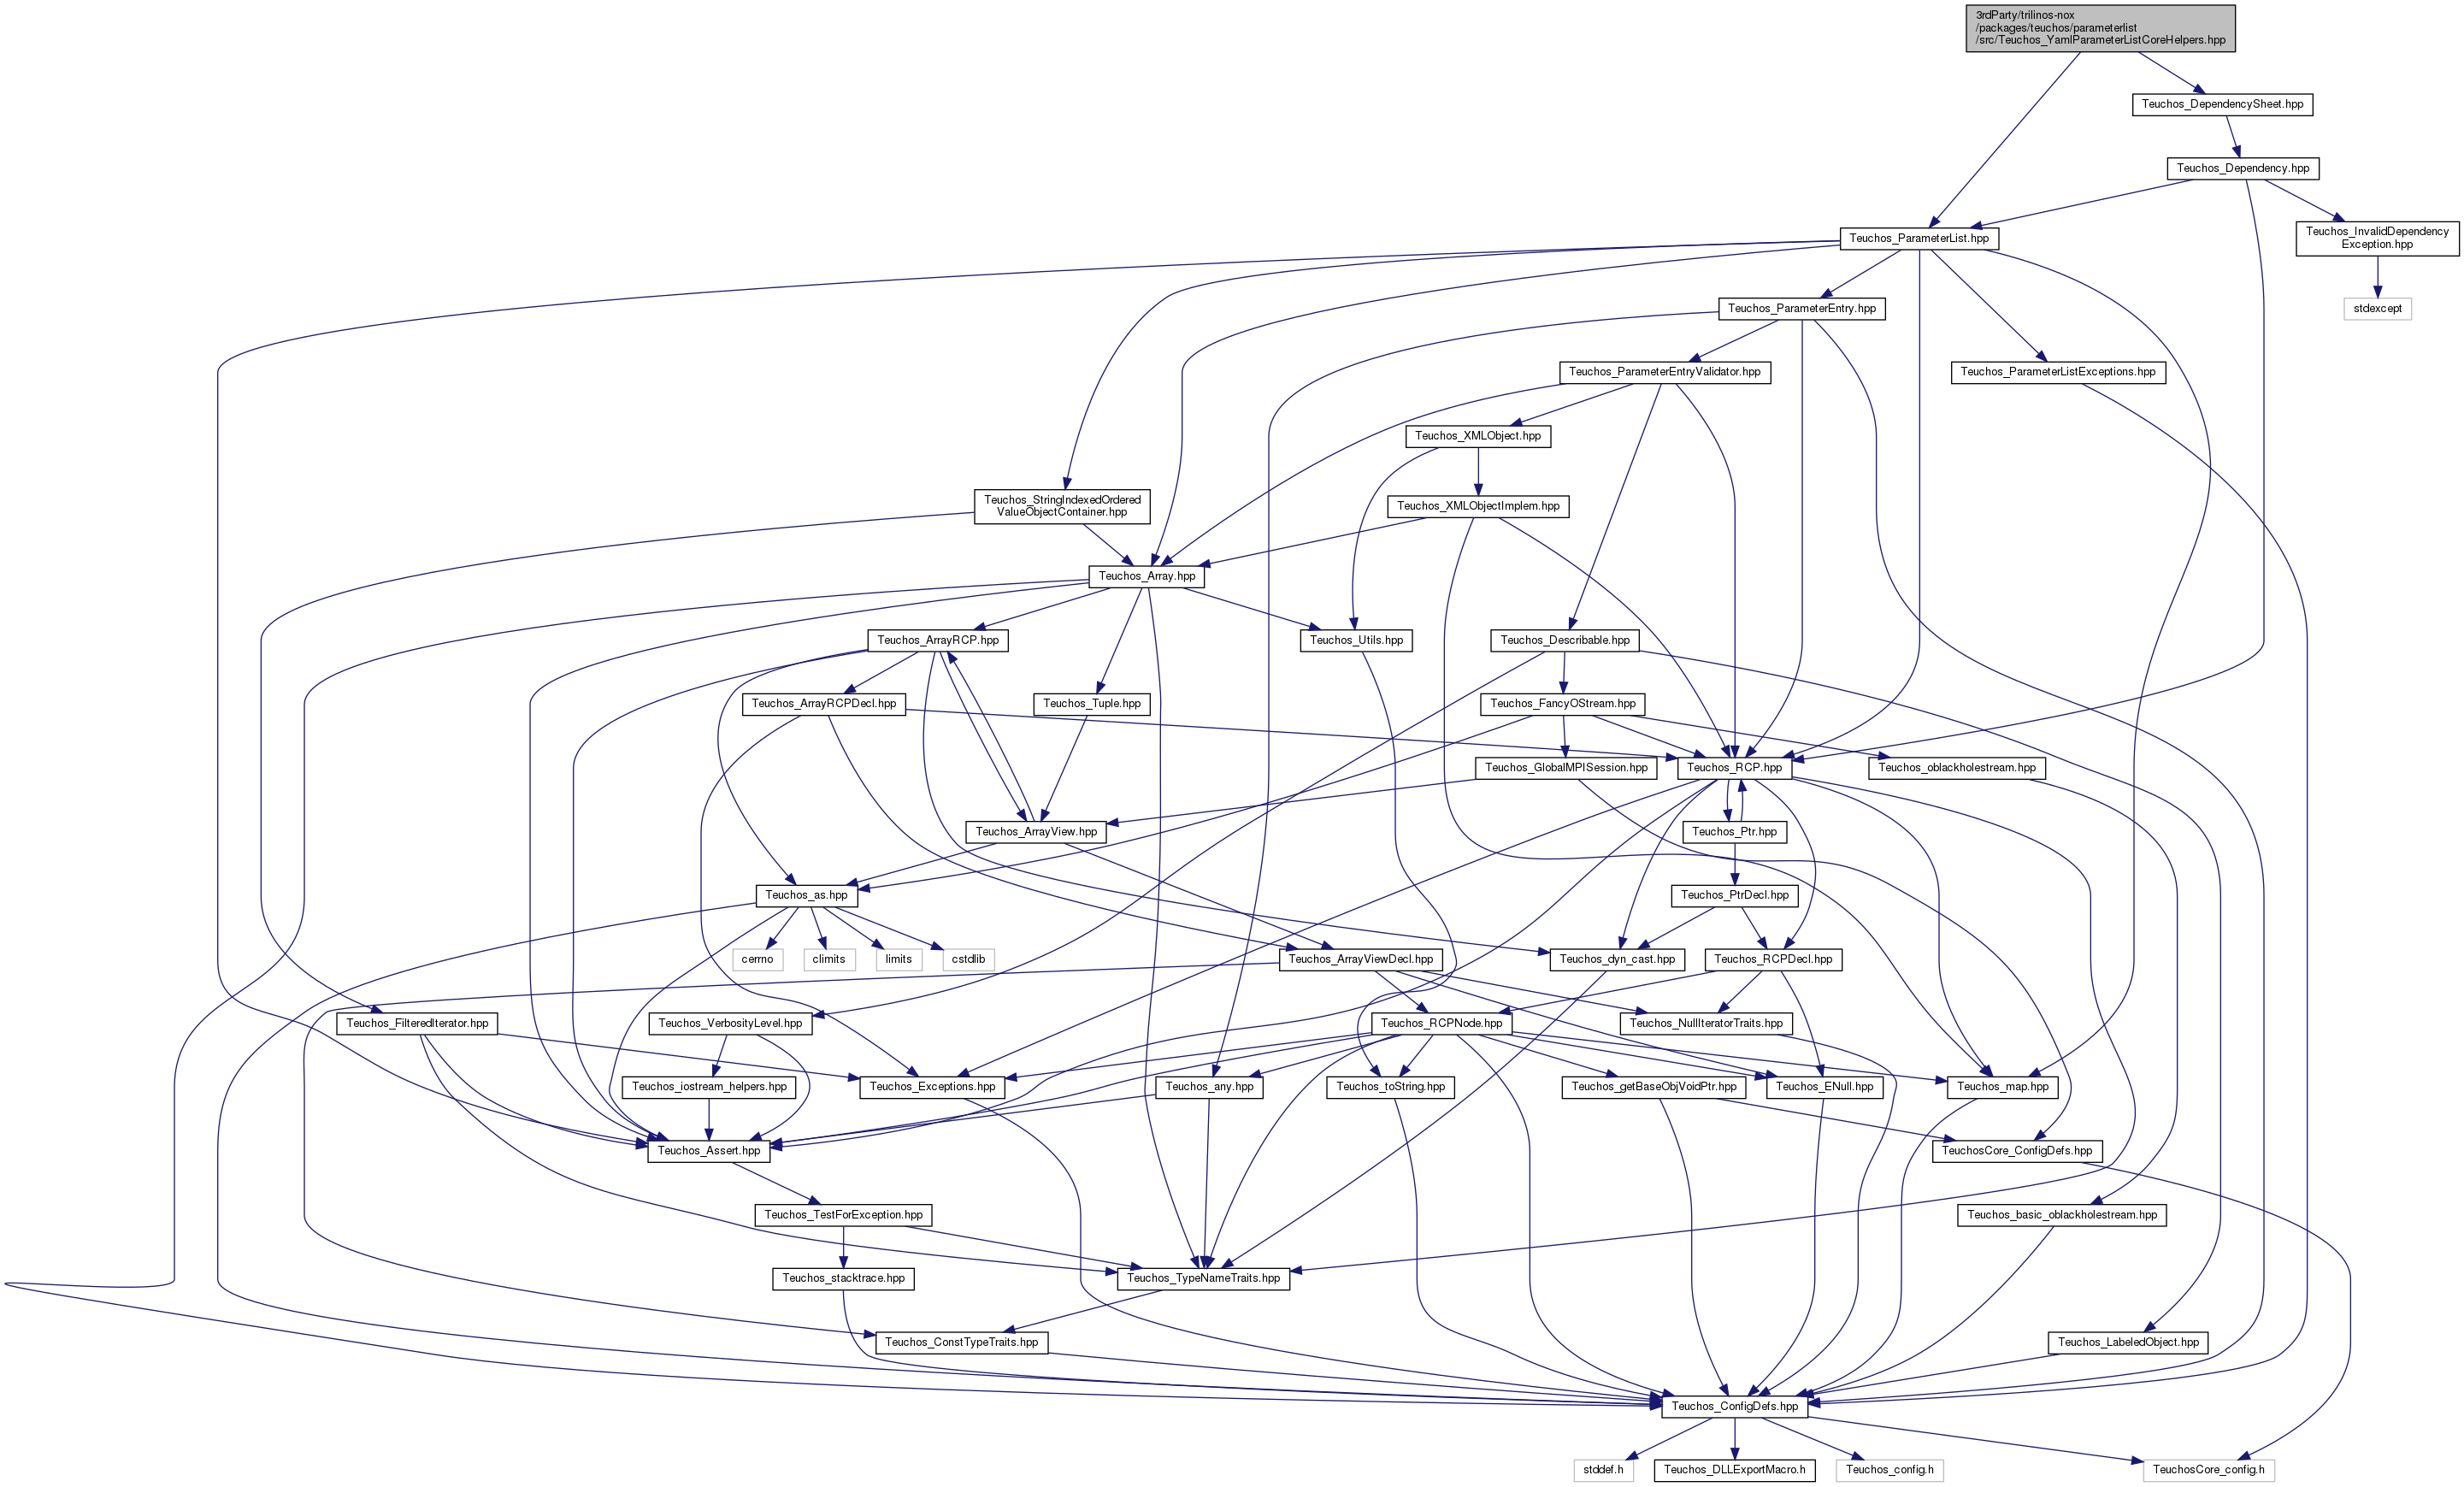 3rdParty/trilinos-nox
/packages/teuchos/parameterlist
/src/Teuchos_YamlParameterListCoreHelpers.hpp
Teuchos_DependencySheet.hpp
Teuchos_Dependency.hpp
Teuchos_ParameterList.hpp
Teuchos_InvalidDependency
Exception.hpp
Teuchos_ParameterEntry.hpp
stdexcept
Teuchos_ParameterEntryValidator.hpp
Teuchos_ParameterListExceptions.hpp
Teuchos_XMLObject.hpp
Teuchos_StringIndexedOrdered
ValueObjectContainer.hpp
Teuchos_XMLObjectImplem.hpp
Teuchos_Array.hpp
Teuchos_ArrayRCP.hpp
Teuchos_Utils.hpp
Teuchos_Describable.hpp
Teuchos_ArrayRCPDecl.hpp
Teuchos_Tuple.hpp
Teuchos_FancyOStream.hpp
Teuchos_GlobalMPISession.hpp
Teuchos_RCP.hpp
Teuchos_oblackholestream.hpp
Teuchos_ArrayView.hpp
Teuchos_Ptr.hpp
Teuchos_as.hpp
Teuchos_PtrDecl.hpp
cerrno
climits
limits
cstdlib
Teuchos_ArrayViewDecl.hpp
Teuchos_dyn_cast.hpp
Teuchos_RCPDecl.hpp
Teuchos_FilteredIterator.hpp
Teuchos_VerbosityLevel.hpp
Teuchos_RCPNode.hpp
Teuchos_NullIteratorTraits.hpp
Teuchos_iostream_helpers.hpp
Teuchos_Exceptions.hpp
Teuchos_any.hpp
Teuchos_toString.hpp
Teuchos_getBaseObjVoidPtr.hpp
Teuchos_ENull.hpp
Teuchos_map.hpp
Teuchos_Assert.hpp
TeuchosCore_ConfigDefs.hpp
Teuchos_TestForException.hpp
Teuchos_basic_oblackholestream.hpp
Teuchos_stacktrace.hpp
Teuchos_TypeNameTraits.hpp
Teuchos_ConstTypeTraits.hpp
Teuchos_LabeledObject.hpp
Teuchos_ConfigDefs.hpp
stddef.h
Teuchos_DLLExportMacro.h
Teuchos_config.h
TeuchosCore_config.h